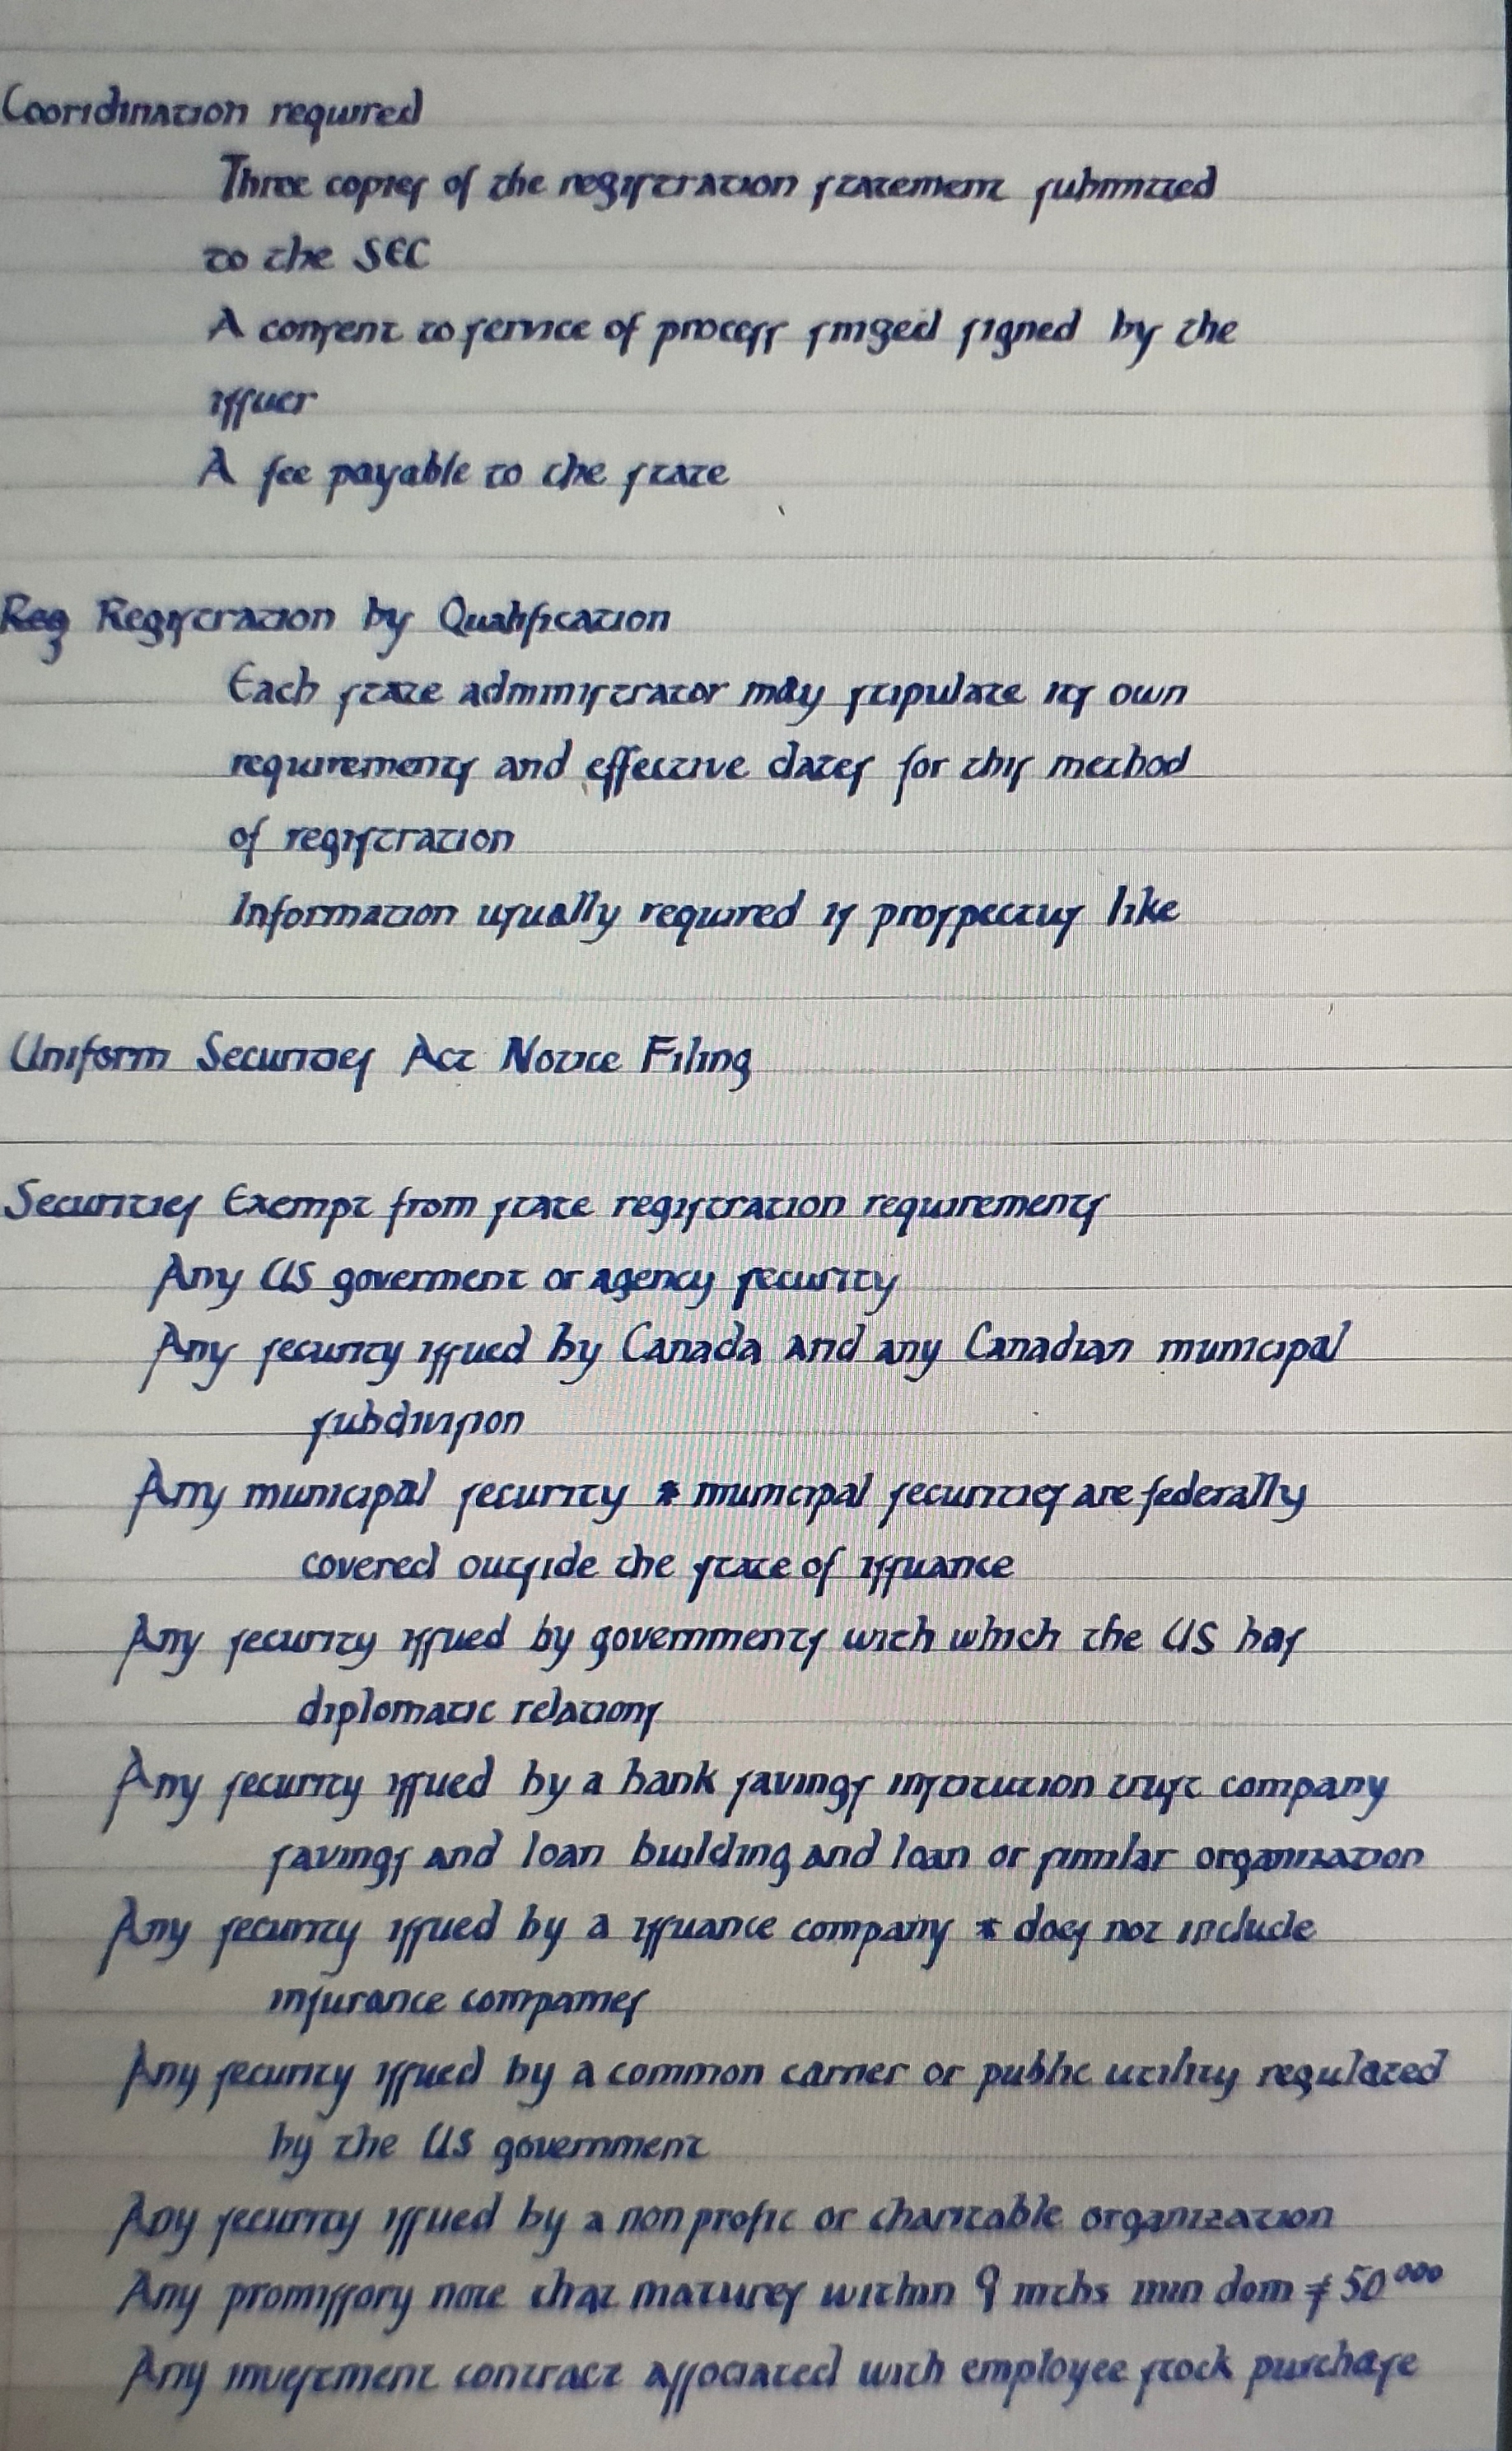 Cooridination required
Three copies of the registration statement submitted
to the SEC
A consent to service of process sniged signed by the
issuer
A fee payable to the state
Reg Registration by Qualification
Each state administrator may stipulate its own
requirements and effective dates for this method
of registration
Information usually required is prospectus like
Uniform Securities Act Notice Filing
Securities Exempt from state registration requirements
Any US goverment or agency security
Any security issued by Canada and any Canadian municipal
subdivision
Any municipal security * municipal securities are federally
covered outside the state of issuance
Any security issued by governments with which the US has
diplomatic relations
Any security issued by a bank savings institution trust company
savings and loan building and loan or similar organization
Any security issued by a issuance company * does not include
insurance companies
Any security issued by a common carrier or public utility regulated
by the US government
Any security issued by a non profit or charitable organization
Any promissory note that matures within 9 mths min dom $50000
Any investment contract associated with employee stock purchase